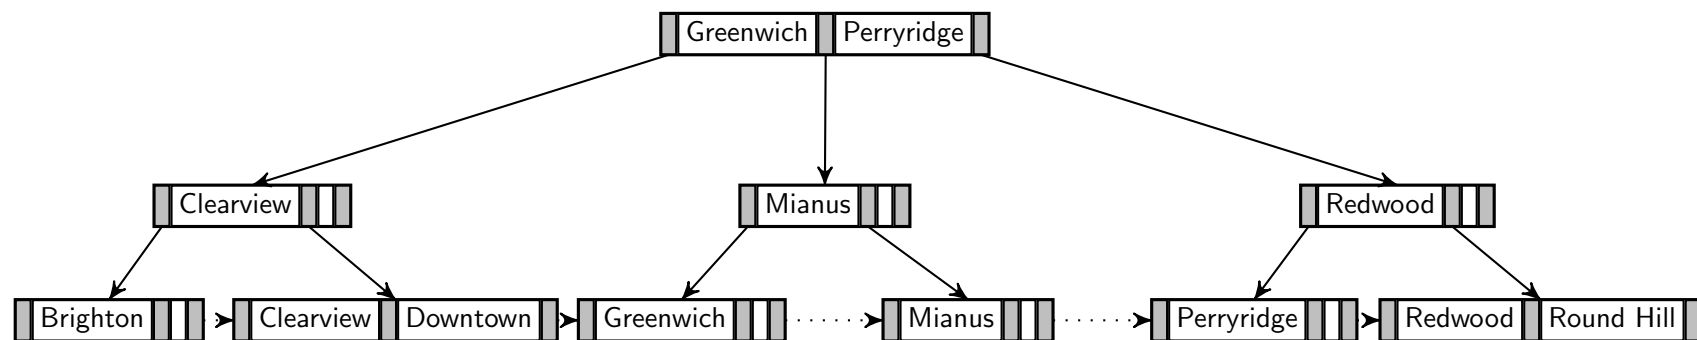 Greenwich Perryridge
Clearview Mianus Redwood
Brighton Clearview Downtown Greenwich Mianus Perryridge Redwood Round Hill